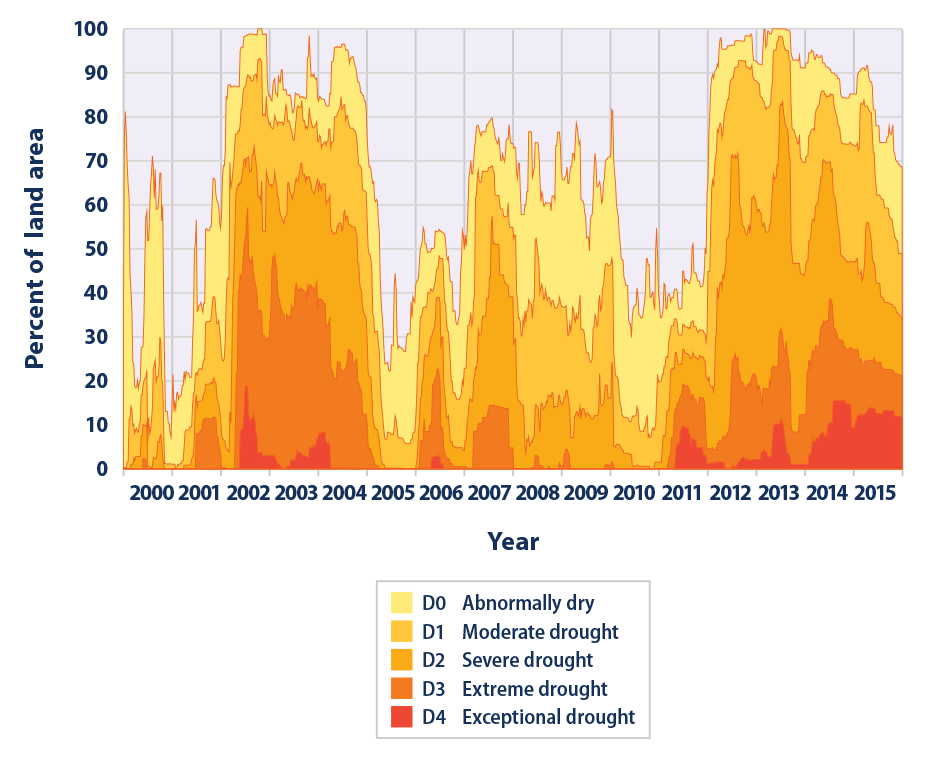 100
90
80
70
60
50
40
30
20
10
0
Percent of land area
2000 2001 2002 2003 2004 2005 2006 2007 2008 2009 2010 2011 2012 2013 2014 2015
Year
D0 Abnormally dry
D1 Moderate drought
D2 Severe drought
D3 Extreme drought
D4 Exceptional drought